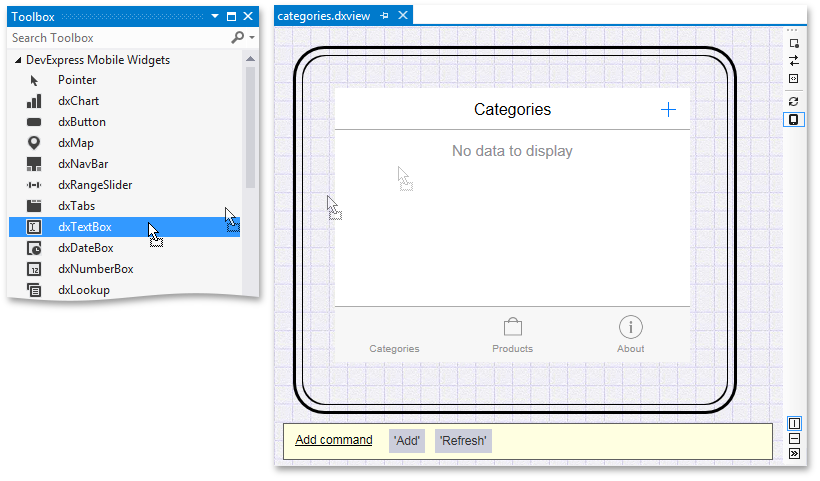 Toolbox
Search Toolbox
DevExpress Mobile Widgets
Pointer
dxChart
dxButton
dxMap
dxNavBar
dxRangeSlider
dxTabs
dxTextBox
dxDateBox
dxNumberBox
12
dxLookup
categories.dxview
Categories
No data to display
Categories
Products
About
Add command
'Add'
'Refresh'